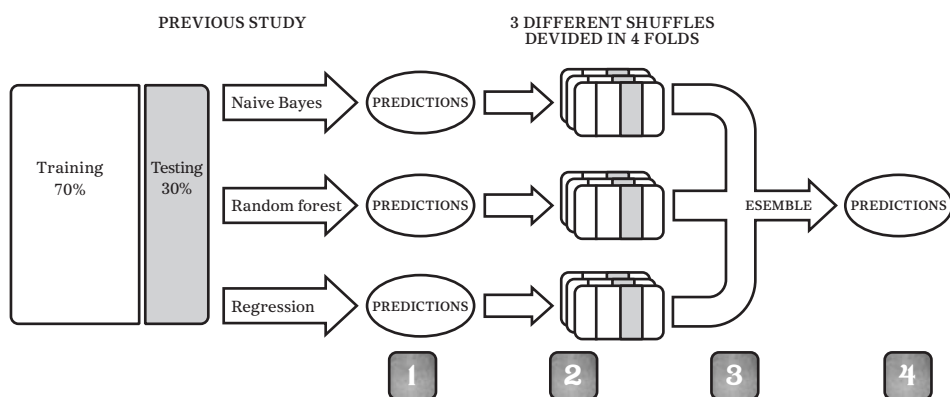 PREVIOUS STUDY
3 DIFFERENT SHUFFLES
DEVIDED IN 4 FOLDS
Training
70%
Testing
30%
Naive Bayes
PREDICTIONS
Random forest
PREDICTIONS
ESEMBLE
PREDICTIONS
Regression
PREDICTIONS
1
2
3
4